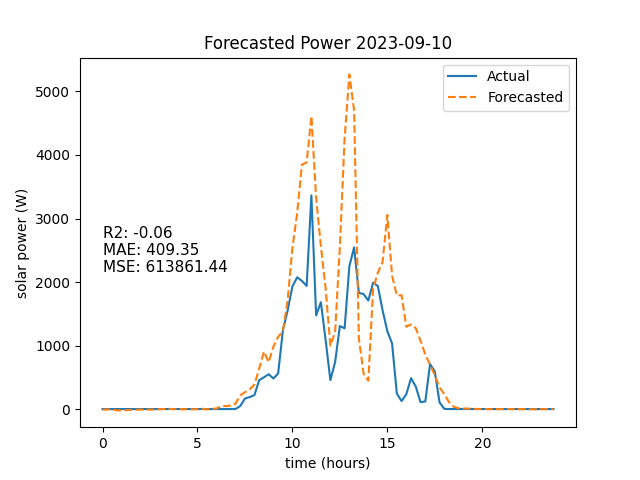 Forecasted Power 2023-09-10
Actual
Forecasted
5000
4000
3000
2000
1000
0
solar power (W)
R2: -0.06
MAE: 409.35
MSE: 613861.44
0 5 10 15 20
time (hours)